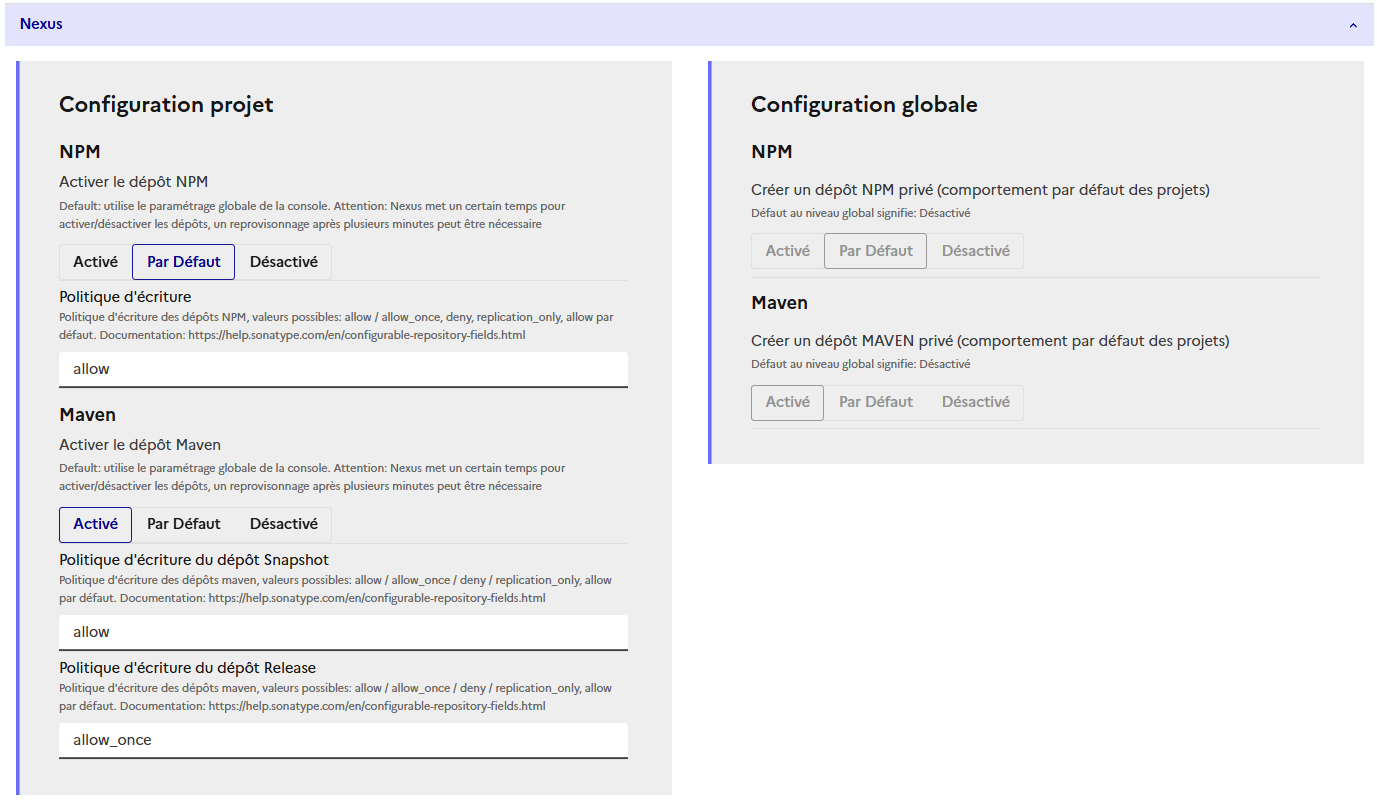 Nexus
Configuration projet
NPM
Activer le dépôt NPM
Default: utilise le paramétrage globale de la console. Attention: Nexus met un certain temps pour
activer/désactiver les dépôts, un reprovisonnage après plusieurs minutes peut être nécessaire
Activé Par Défaut Désactivé
Politique d'écriture
Politique d'écriture des dépôts NPM, valeurs possibles: allow / allow_once, deny, replication_only, allow par
défaut. Documentation: https://help.sonatype.com/en/configurable-repository-fields.html
allow
Maven
Activer le dépôt Maven
Default: utilise le paramétrage globale de la console. Attention: Nexus met un certain temps pour
activer/désactiver les dépôts, un reprovisonnage après plusieurs minutes peut être nécessaire
Activé Par Défaut Désactivé
Politique d'écriture du dépôt Snapshot
Politique d'écriture des dépôts maven, valeurs possibles: allow / allow_once / deny / replication_only, allow
par défaut. Documentation: https://help.sonatype.com/en/configurable-repository-fields.html
allow
Politique d'écriture du dépôt Release
Politique d'écriture des dépôts maven, valeurs possibles: allow / allow_once / deny / replication_only, allow
par défaut. Documentation: https://help.sonatype.com/en/configurable-repository-fields.html
allow_once
Configuration globale
NPM
Créer un dépôt NPM privé (comportement par défaut des projets)
Défaut au niveau global signifie: Désactivé
Activé Par Défaut Désactivé
Maven
Créer un dépôt MAVEN privé (comportement par défaut des projets)
Défaut au niveau global signifie: Désactivé
Activé Par Défaut Désactivé